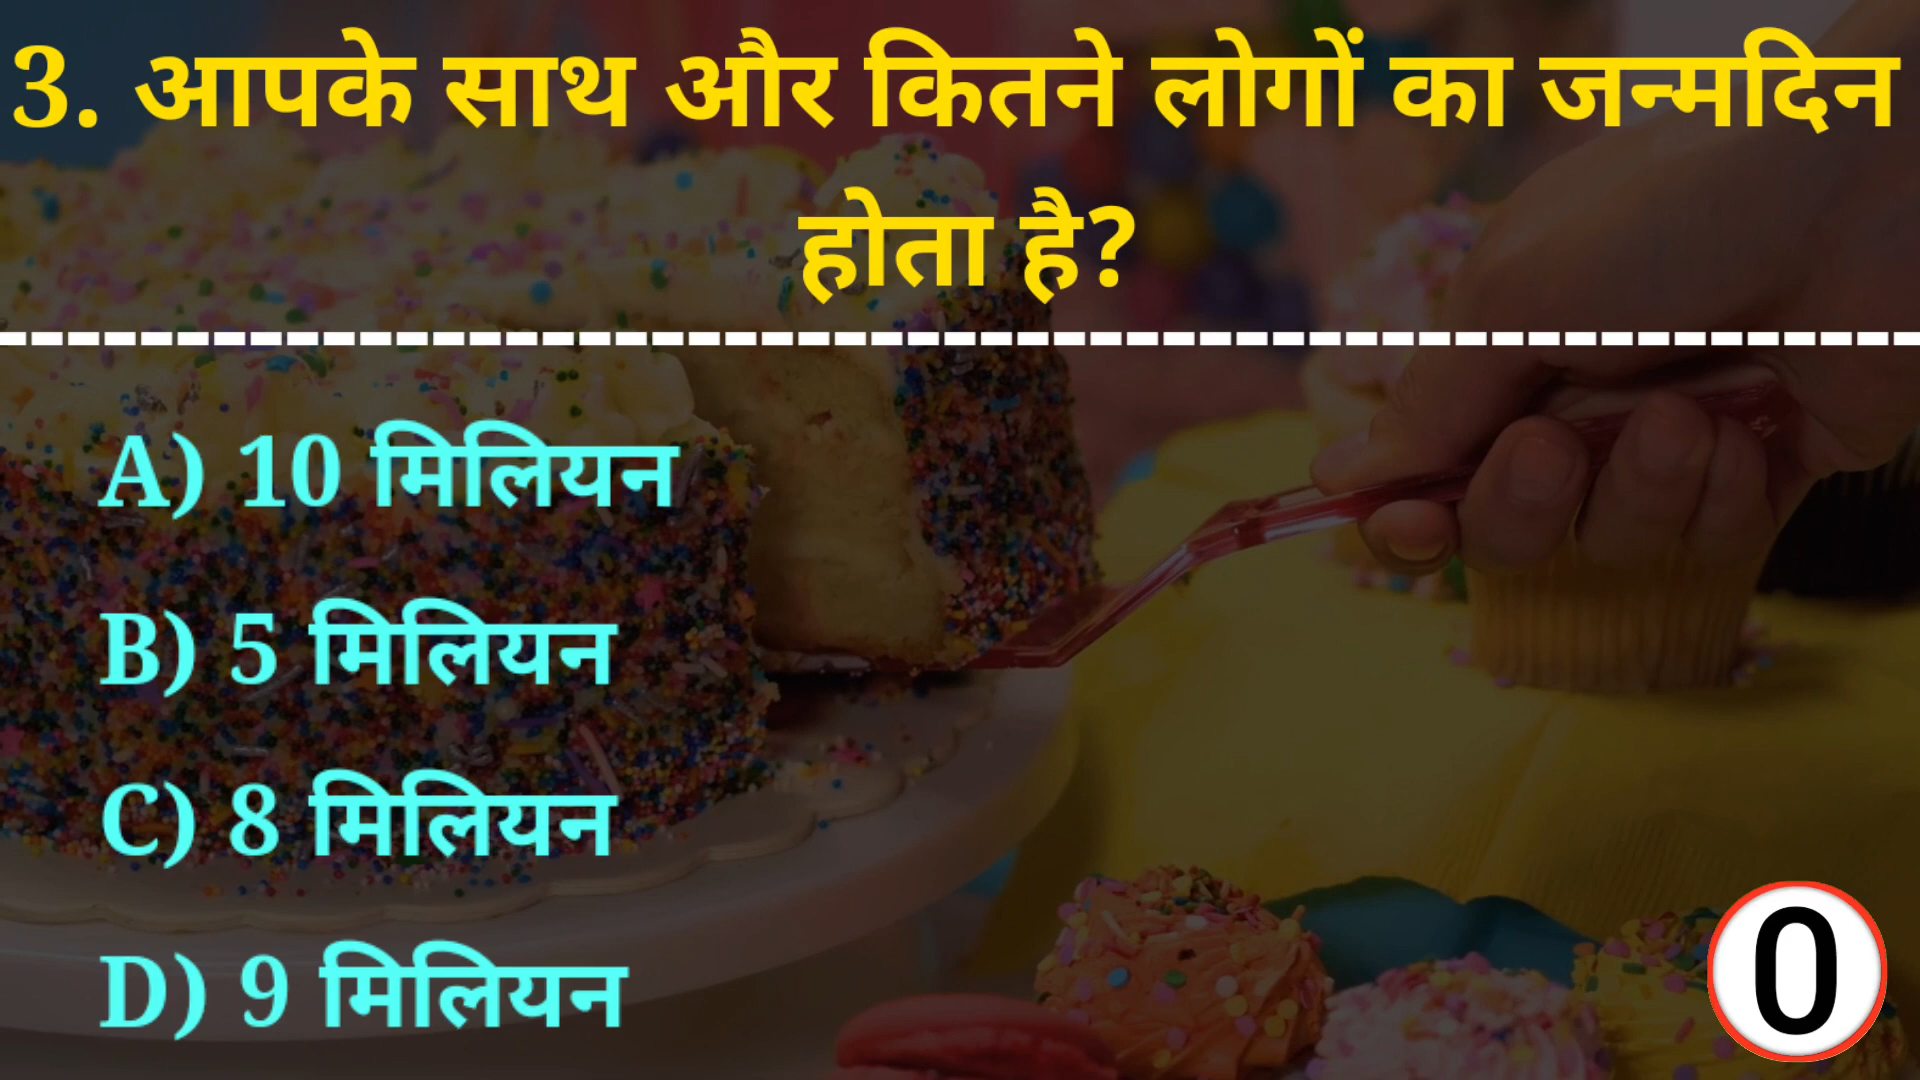 3. आपके साथ और कितने लोगों का जन्मदिन
होता है?
A) 10 मिलियन
B) 5 मिलियन
C) 8 मिलियन
D) 9 मिलियन
0